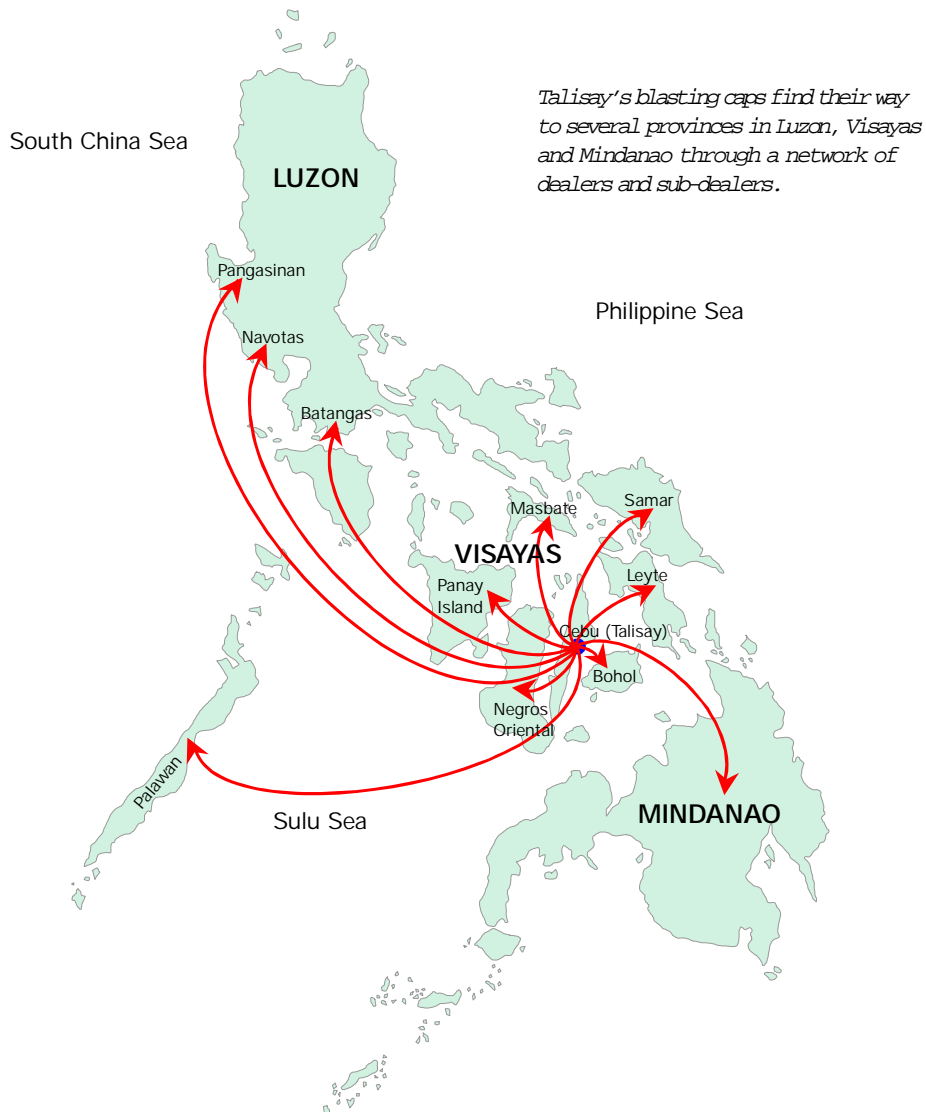 Talisay's blasting caps find their way
to several provinces in Luzon, Visayas
and Mindanao through a network of
dealers and sub-dealers.
South China Sea
LUZON
Pangasinan
Philippine Sea
Navotas
Batangas
Masbate
Samar
VISAYAS
Panay
Island
Leyte
Cebu (Talisay)
Bohol
Negros
Oriental
Palawan
Sulu Sea
MINDANAO